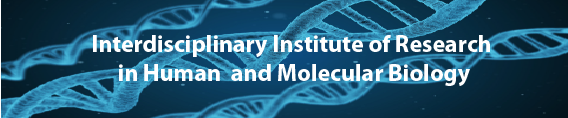 Interdisciplinary Institute of Research
in Human  and Molecular Biology